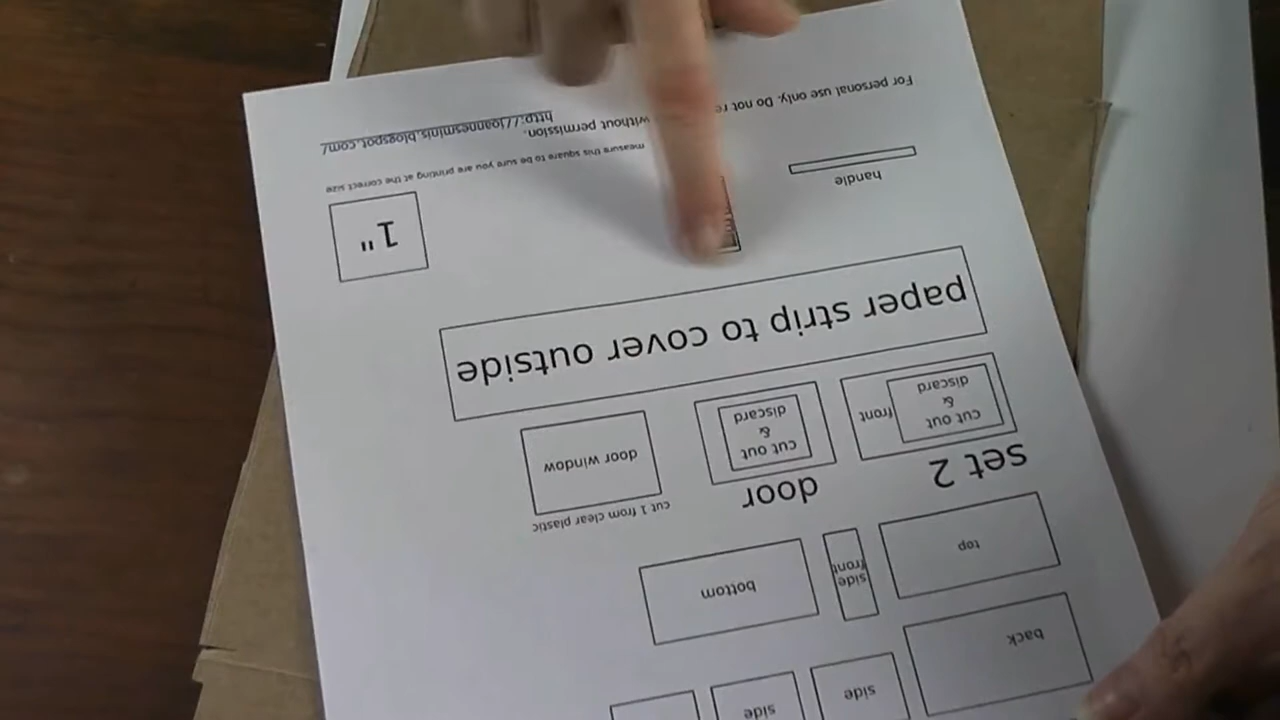 side
side
back
bottom
side
front
top
cut 1 from clear plastic
door
set 2
door window
cut out
&
discard
front
cut out
&
discard
paper strip to cover outside
1"
handle
measure this square to be sure you are printing at the correct size
For personal use only. Do not without permission.
http://joannesminis.blogspot.com/